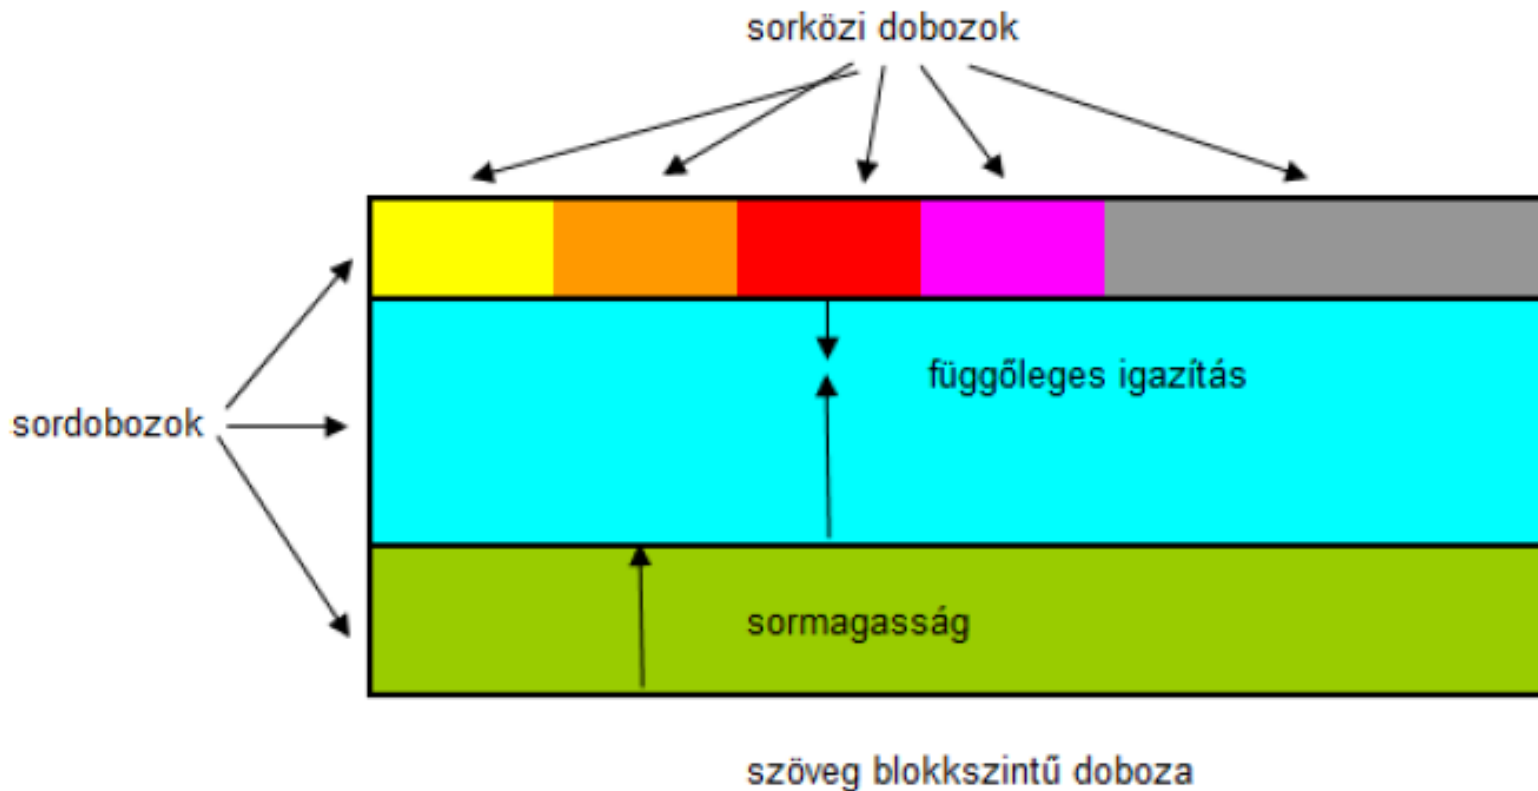 sorközi dobozok
függőleges igazítás
sordobozok
sormagasság
szöveg blokkszintű doboza